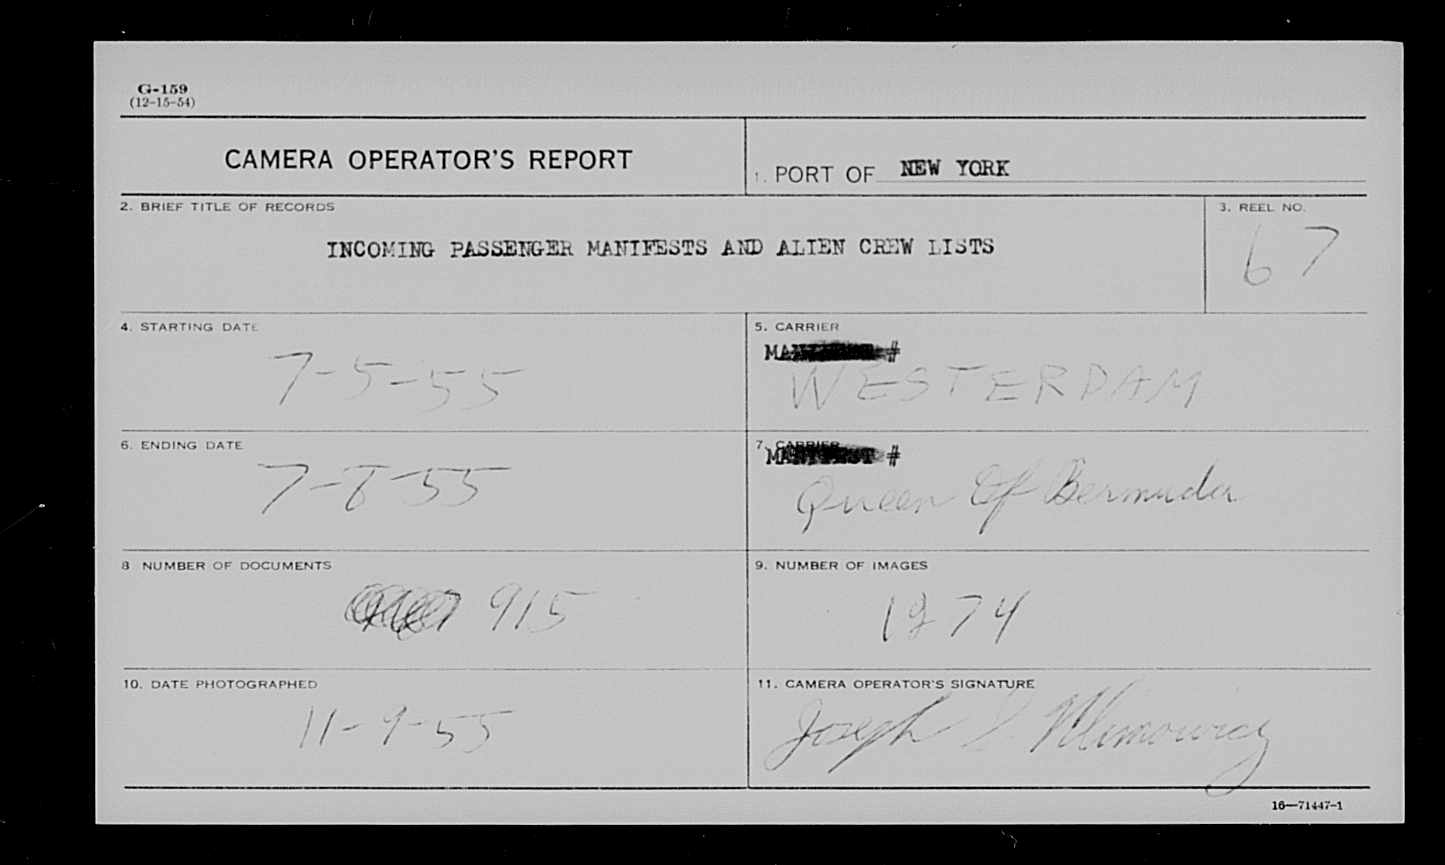 G-159
(12-15-54)
CAMERA OPERATOR'S REPORT
1. PORT OF NEW YORK
2. BRIEF TITLE OF RECORDS
INCOMING PASSENGER MANIFESTS AND ALIEN CREW LISTS
3. REEL NO.
67
4. STARTING DATE
7-5-55
5. CARRIER
#
WESTERDAM
6. ENDING DATE
7-8-55
7. CARRIER
MANIFEST #
Queen Of Bermuda
8 NUMBER OF DOCUMENTS
915
9. NUMBER OF IMAGES
10. DATE PHOTOGRAPHED
11-9-55
11. CAMERA OPERATOR'S SIGNATURE
Joseph
16—71447-1